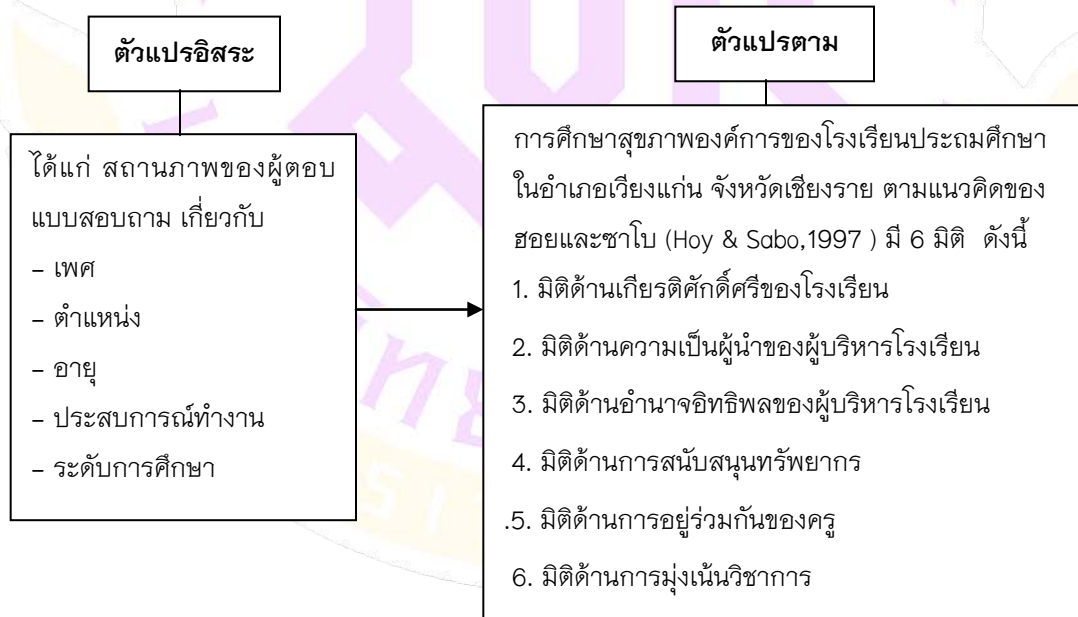 ตัวแปรอิสระ
ได้แก่ สถานภาพของผู้ตอบ
แบบสอบถาม เกี่ยวกับ
– เพศ
– ตำแหน่ง
– อายุ
– ประสบการณ์ทำงาน
– ระดับการศึกษา
ตัวแปรตาม
การศึกษาสุขภาพองค์การของโรงเรียนประถมศึกษา
ในอำเภอเวียงแก่น จังหวัดเชียงราย ตามแนวคิดของ
ฮอยและซาโบ (Hoy & Sabo,1997 ) มี 6 มิติ ดังนี้
1. มิติด้านเกียรติศักดิ์ศรีของโรงเรียน
2. มิติด้านความเป็นผู้นำของผู้บริหารโรงเรียน
3. มิติด้านอำนาจอิทธิพลของผู้บริหารโรงเรียน
4. มิติด้านการสนับสนุนทรัพยากร
.5. มิติด้านการอยู่ร่วมกันของครู
6. มิติด้านการมุ่งเน้นวิชาการ